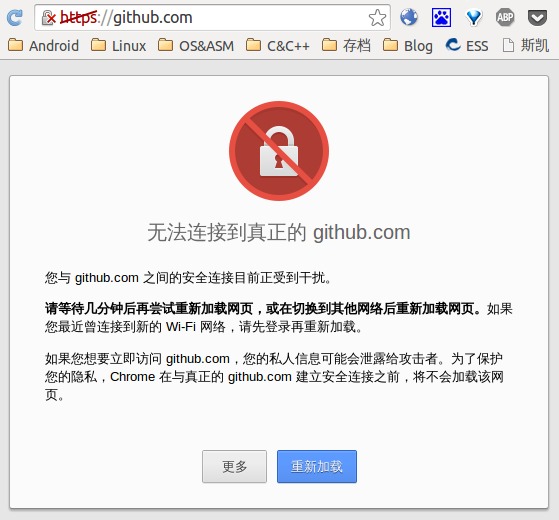 https://github.com
ABP
Android Linux OS&ASM C&C++ 存档 Blog ESS 斯凯
无法连接到真正的 github.com
您与 github.com 之间的安全连接目前正受到干扰。
请等待几分钟后再尝试重新加载网页，或在切换到其他网络后重新加载网页。如果
您最近曾连接到新的 Wi-Fi 网络，请先登录再重新加载。
如果您想要立即访问 github.com，您的私人信息可能会泄露给攻击者。为了保护
您的隐私，Chrome 在与真正的 github.com 建立安全连接之前，将不会加载该网
页。
更多 重新加载